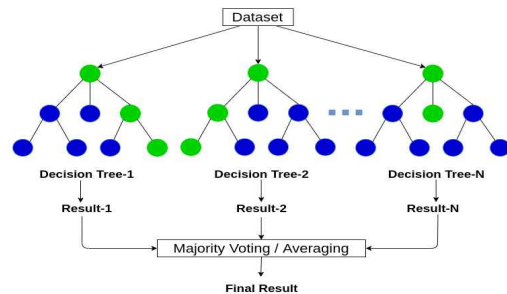 Dataset
Decision Tree-1 Decision Tree-2 Decision Tree-N
Result-1 Result-2 Result-N
Majority Voting / Averaging
Final Result